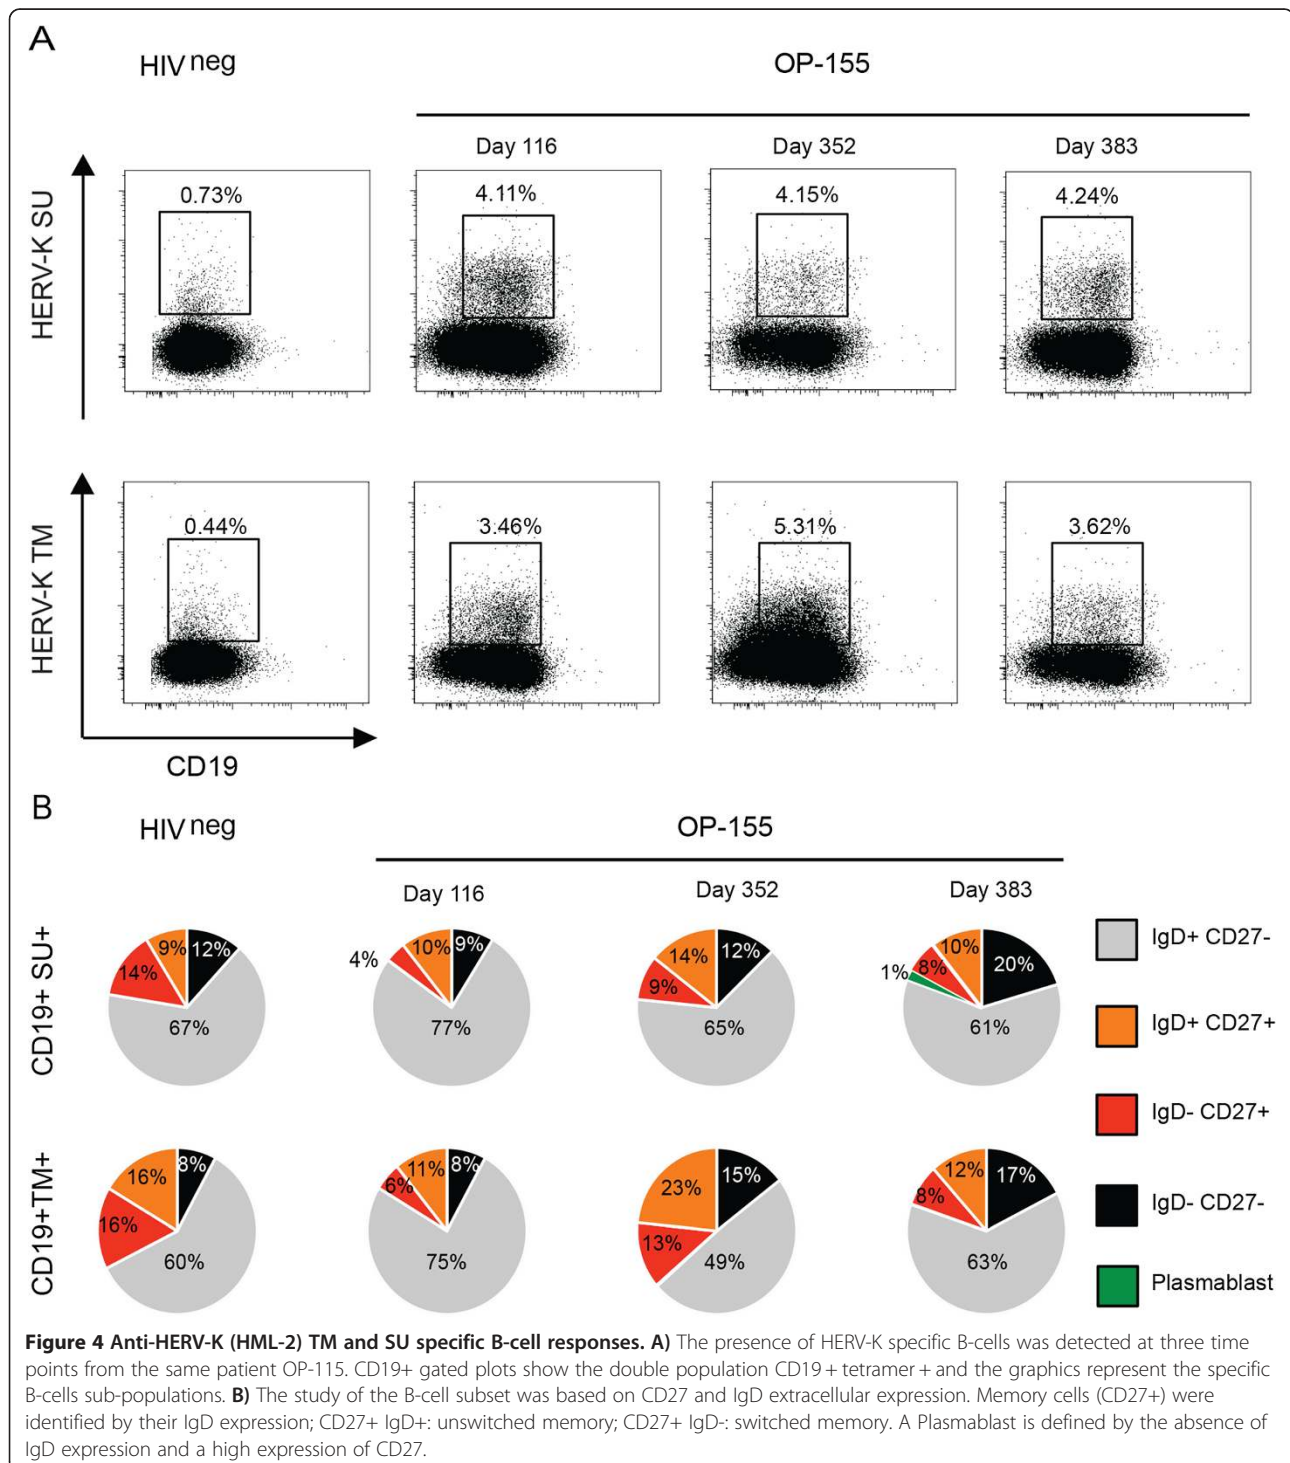 A
HIV neg
OP-155
Day 116
Day 352
Day 383
HERV-K SU
0.73%
4.11%
4.15%
4.24%
HERV-K TM
0.44%
3.46%
5.31%
3.62%
CD19
B
HIV neg
OP-155
Day 116
Day 352
Day 383
CD19+ SU+
9%
12%
14%
67%
10%
9%
4%
77%
14%
12%
9%
65%
10%
20%
8%
1%
61%
IgD+ CD27-
IgD+ CD27+
IgD- CD27+
IgD- CD27-
Plasmablast
CD19+TM+
16%
8%
16%
60%
11%
8%
6%
75%
23%
15%
13%
49%
12%
17%
8%
63%
Figure 4 Anti-HERV-K (HML-2) TM and SU specific B-cell responses. A) The presence of HERV-K specific B-cells was detected at three time
points from the same patient OP-115. CD19+ gated plots show the double population CD19 + tetramer + and the graphics represent the specific
B-cells sub-populations. B) The study of the B-cell subset was based on CD27 and IgD extracellular expression. Memory cells (CD27+) were
identified by their IgD expression; CD27+ IgD+: unswitched memory; CD27+ IgD-: switched memory. A Plasmablast is defined by the absence of
IgD expression and a high expression of CD27.